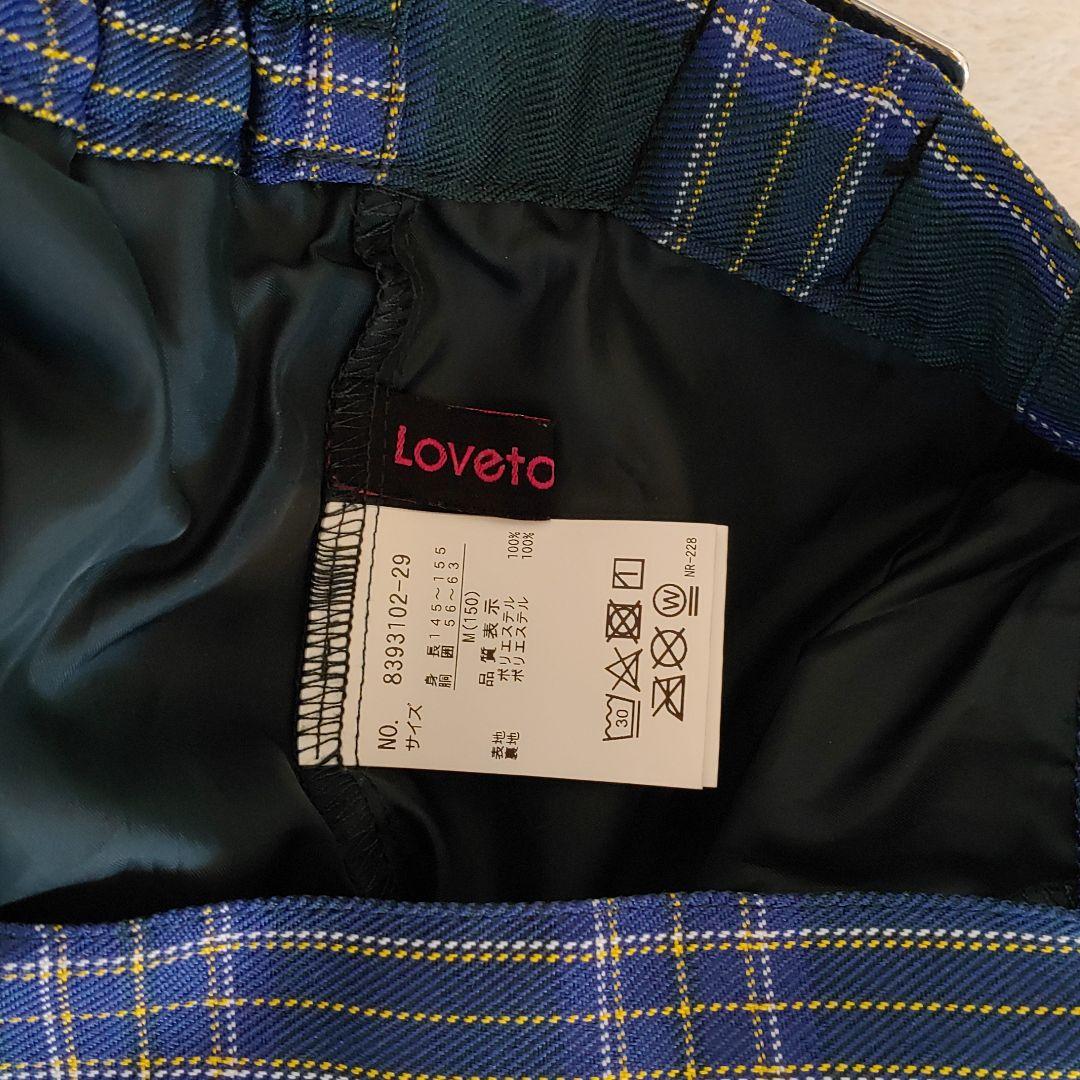 Loveto
NO. 8393102-29
サイズ 身長 145～155
胴囲 56～63
M(150)
品質表示
表地 ポリエステル 100%
裏地 ポリエステル 100%
30
W
NR-228